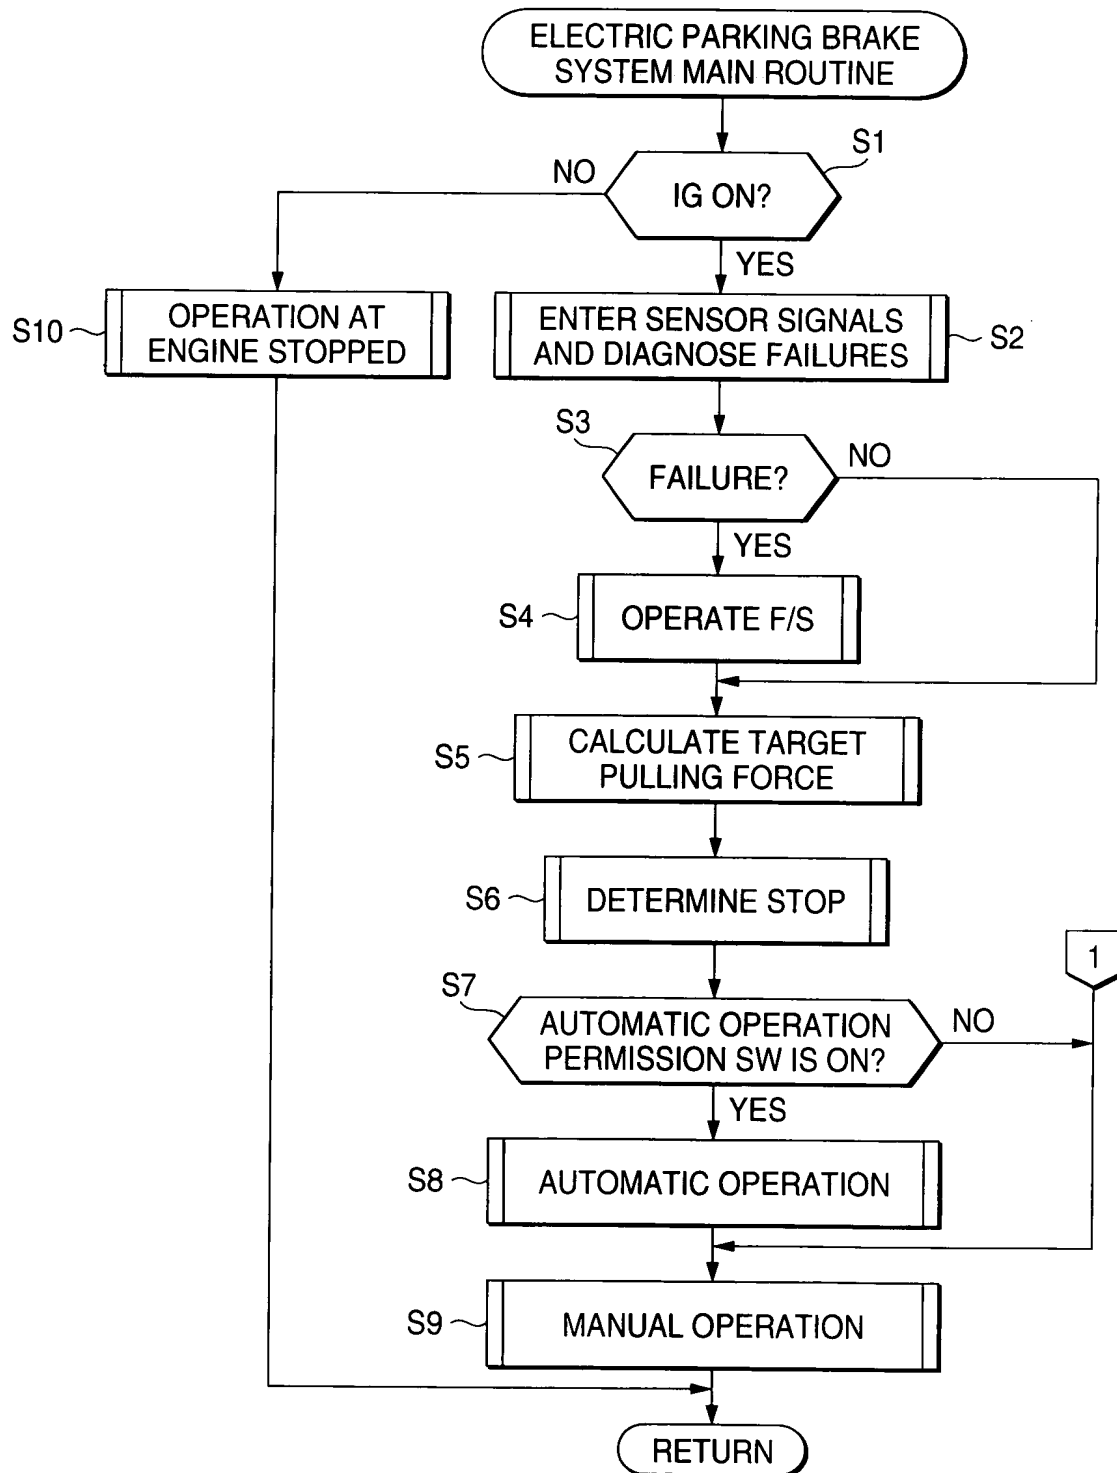 ELECTRIC PARKING BRAKE
SYSTEM MAIN ROUTINE
S1
NO
IG ON?
YES
S10
OPERATION AT
ENGINE STOPPED
ENTER SENSOR SIGNALS
AND DIAGNOSE FAILURES
S2
S3
NO
FAILURE?
YES
S4
OPERATE F/S
S5
CALCULATE TARGET
PULLING FORCE
S6
DETERMINE STOP
1
S7
AUTOMATIC OPERATION
PERMISSION SW IS ON?
NO
YES
S8
AUTOMATIC OPERATION
S9
MANUAL OPERATION
RETURN